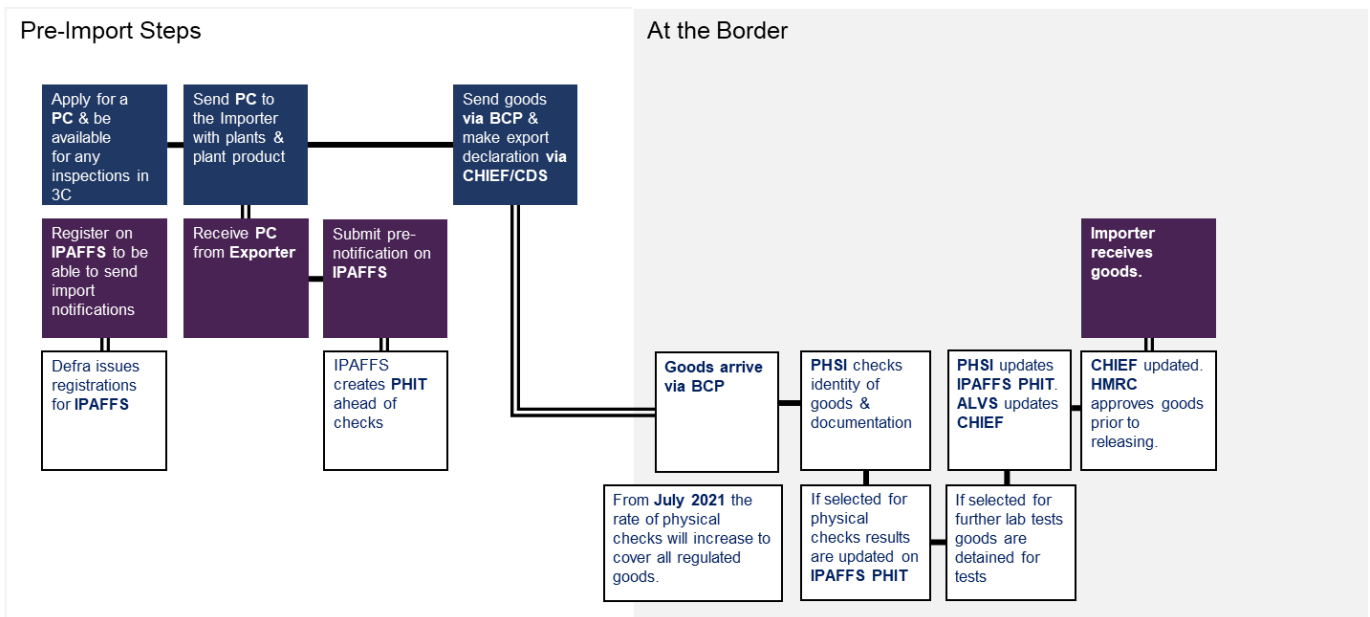 Pre-Import Steps
At the Border
Apply for a
PC & be
available
for any
inspections in
3C
Send PC to
the Importer
with plants &
plant product
Send goods
via BCP &
make export
declaration via
CHIEF/CDS
Register on
IPAFFS to be
able to send
import
notifications
Receive PC
from Exporter
Submit pre-
notification on
IPAFFS
Importer
receives
goods.
Defra issues
registrations
for IPAFFS
IPAFFS
creates PHIT
ahead of
checks
Goods arrive
via BCP
PHSI checks
identity of
goods &
documentation
PHSI updates
IPAFFS PHIT.
ALVS updates
CHIEF
CHIEF updated.
HMRC
approves goods
prior to
releasing.
From July 2021 the
rate of physical
checks will increase to
cover all regulated
goods.
If selected for
physical
checks results
are updated on
IPAFFS PHIT
If selected for
further lab tests
goods are
detained for
tests